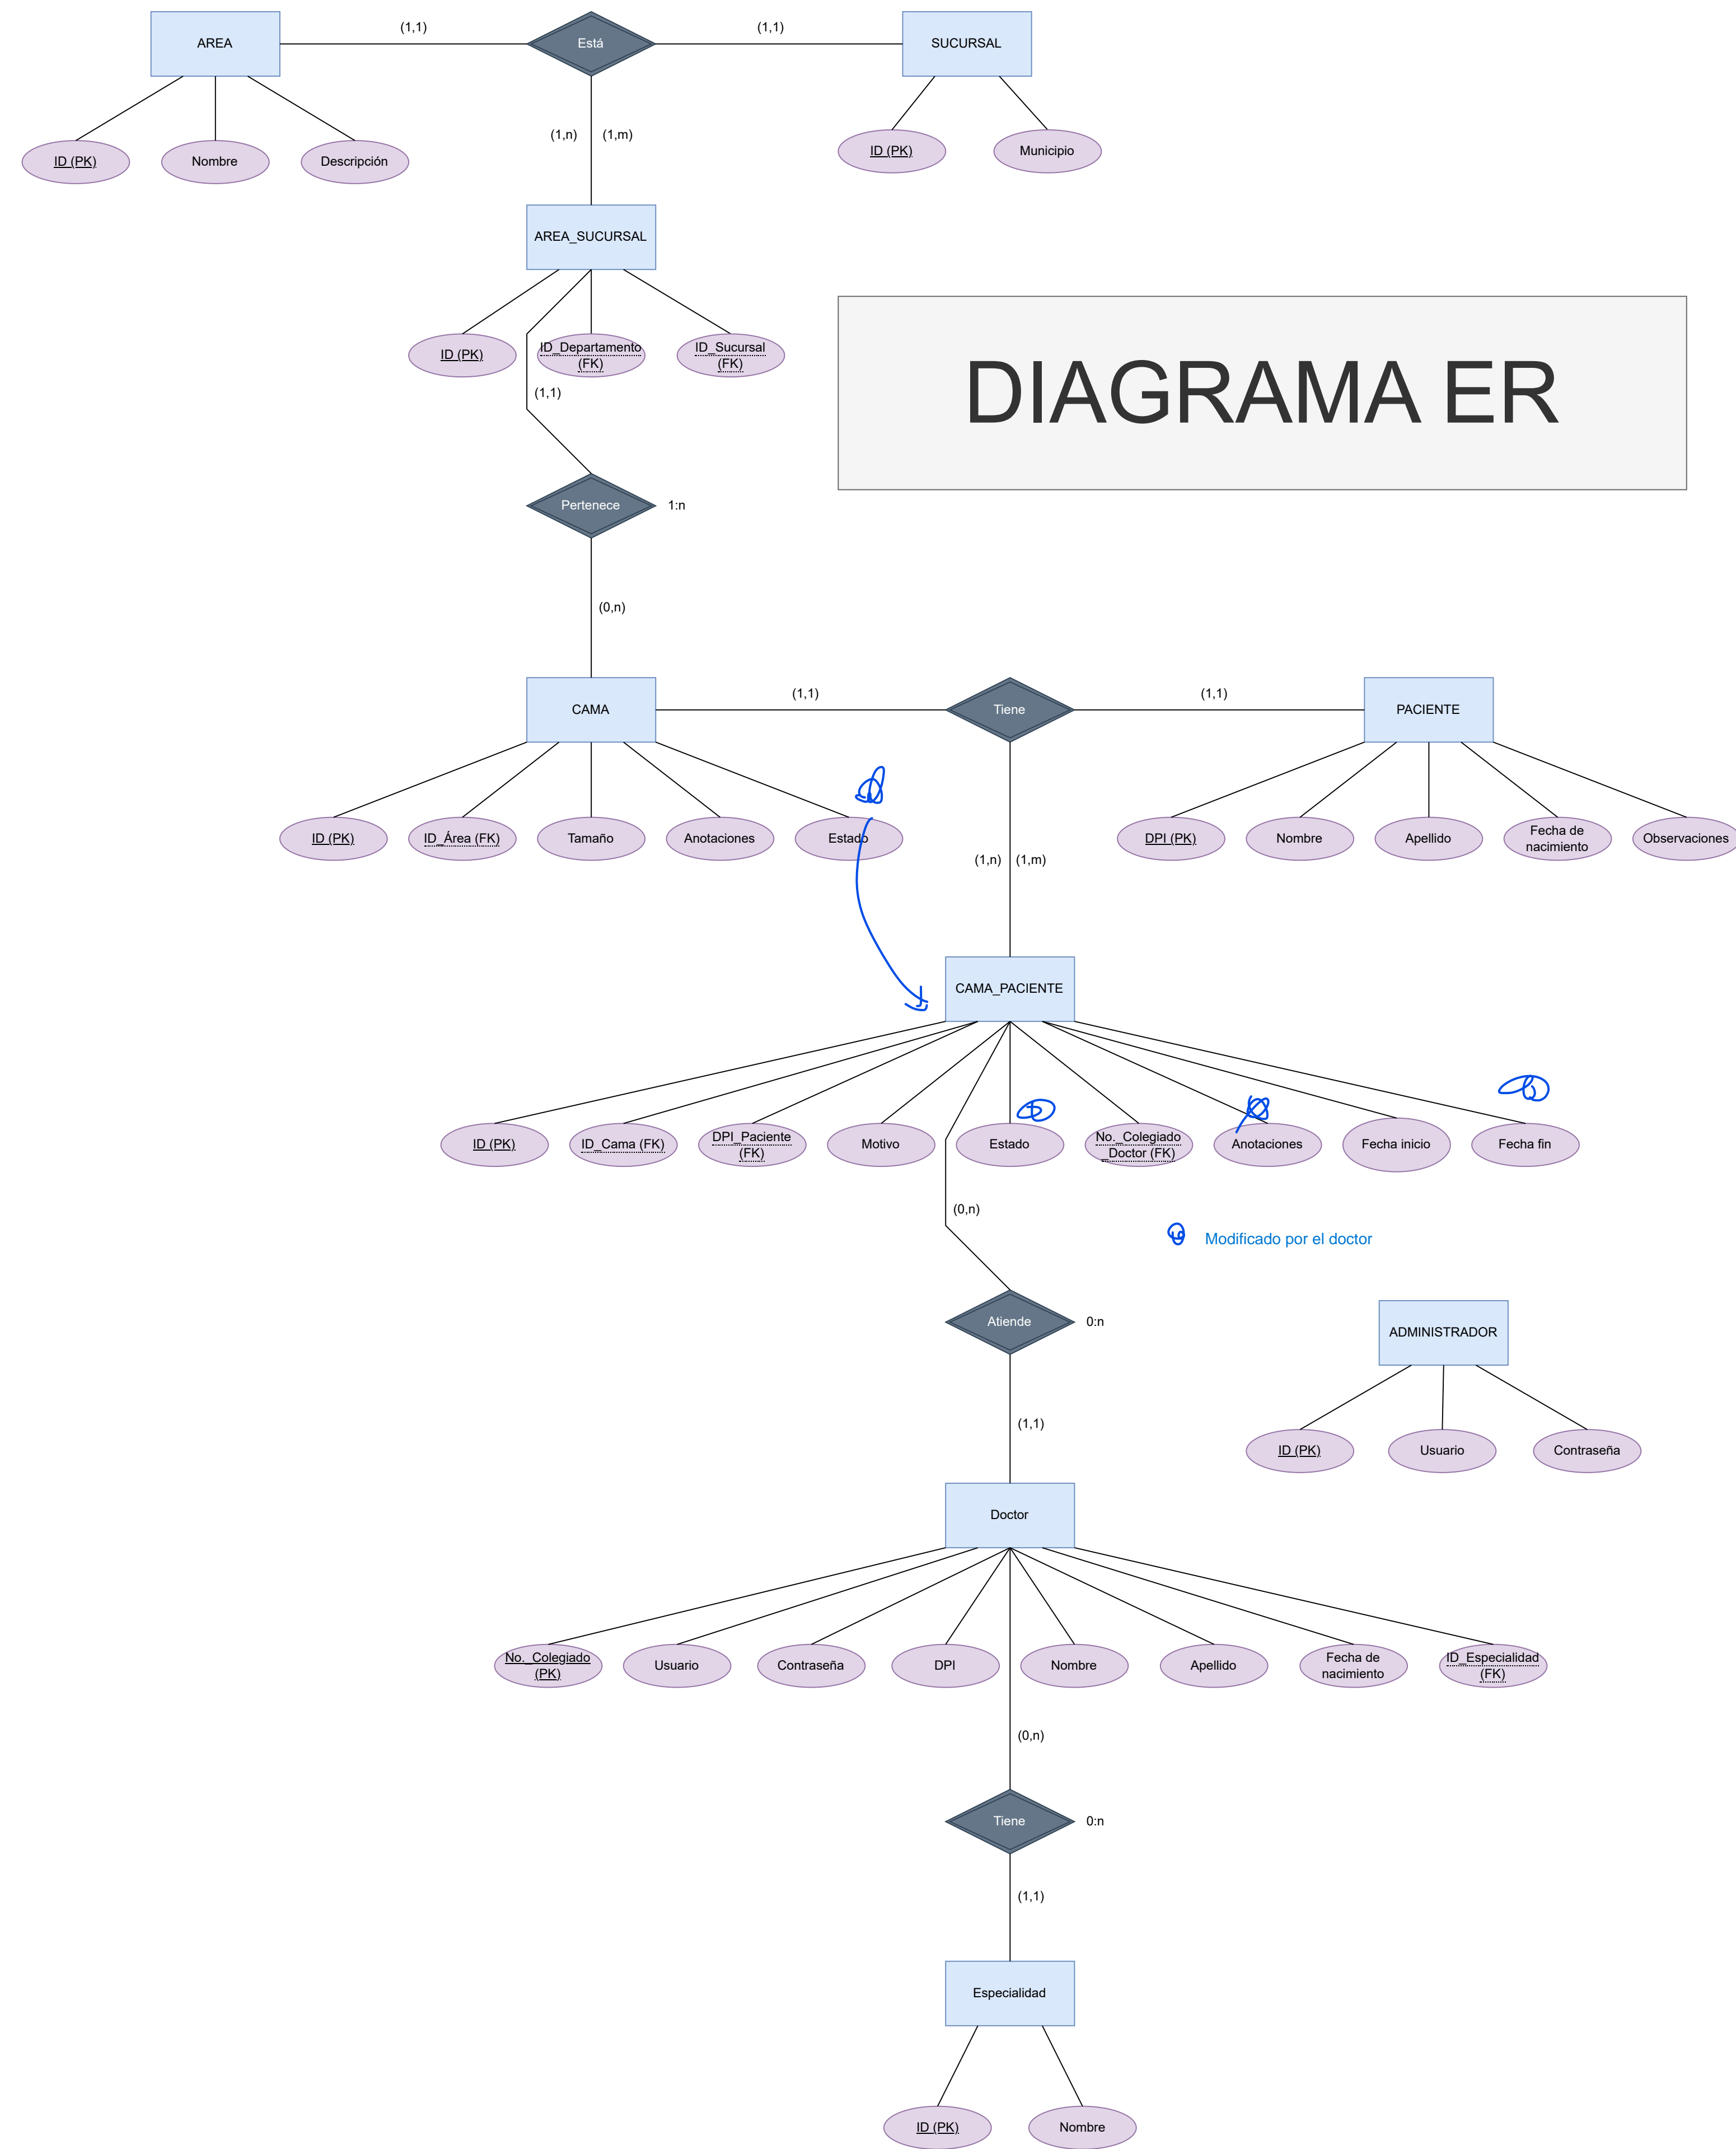 AREA
(1,1)
Está
(1,1)
SUCURSAL
(1,n)
(1,m)
ID (PK)
Nombre
Descripción
ID (PK)
Municipio
AREA_SUCURSAL
ID (PK)
ID_Departamento
(FK)
ID_Sucursal
(FK)
(1,1)
DIAGRAMA ER
Pertenece
1:n
(0,n)
CAMA
(1,1)
Tiene
(1,1)
PACIENTE
ID (PK)
ID_Área (FK)
Tamaño
Anotaciones
Estado
(1,n)
(1,m)
DPI (PK)
Nombre
Apellido
Fecha de
nacimiento
Observaciones
CAMA_PACIENTE
ID (PK)
ID_Cama (FK)
DPI_Paciente
(FK)
Motivo
Estado
No._Colegiado
_Doctor (FK)
Anotaciones
Fecha inicio
Fecha fin
(0,n)
Modificado por el doctor
Atiende
0:n
ADMINISTRADOR
(1,1)
ID (PK)
Usuario
Contraseña
Doctor
No._Colegiado
(PK)
Usuario
Contraseña
DPI
Nombre
Apellido
Fecha de
nacimiento
ID_Especialidad
(FK)
(0,n)
Tiene
0:n
(1,1)
Especialidad
ID (PK)
Nombre